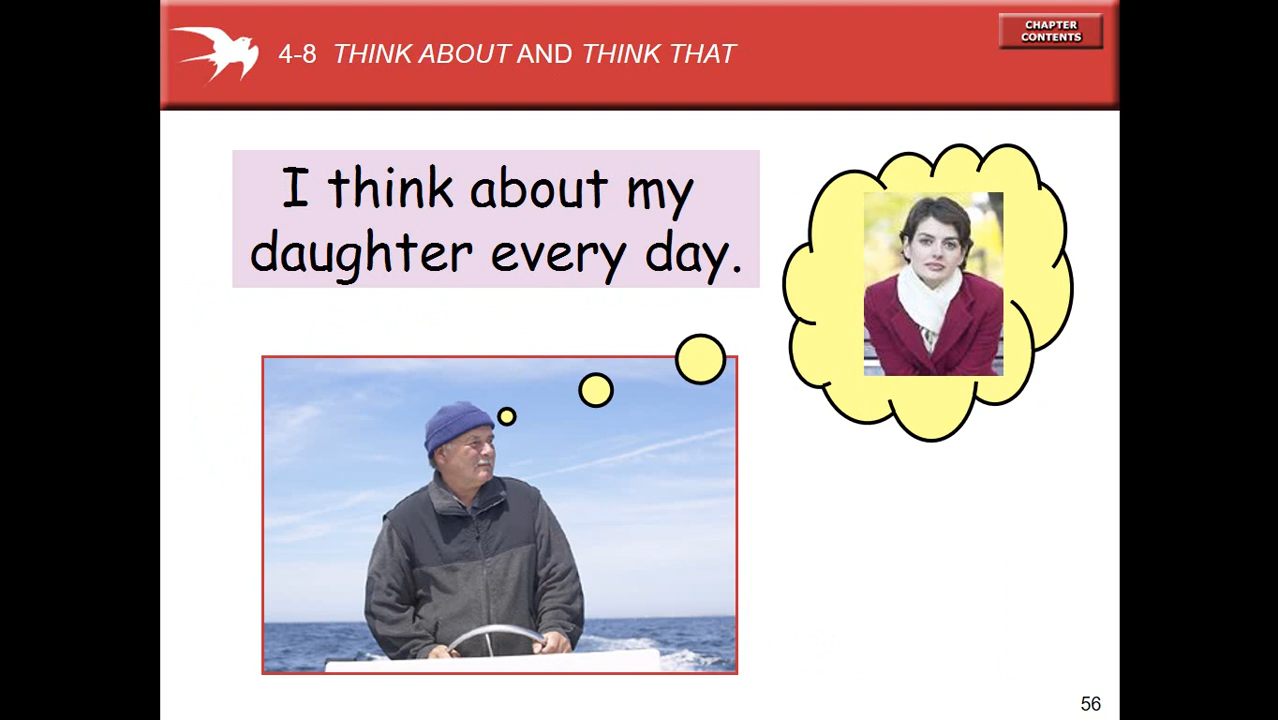 4-8 THINK ABOUT AND THINK THAT
CHAPTER
CONTENTS
I think about my
daughter every day.
56